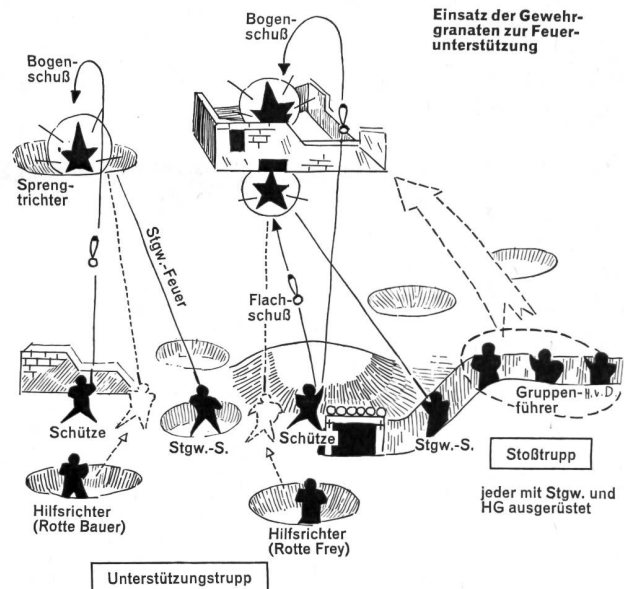 Einsatz der Gewehr-
granaten zur Feuer-
unterstützung
Bogen-
schuß
Bogen-
schuß
Spreng-
trichter
Stgw.-Feuer
Flach-
schuß
Schütze
Stgw.-S.
Schütze
Stgw.-S.
Gruppen-
führer
H.v.D.
Stoßtrupp
jeder mit Stgw. und
HG ausgerüstet
Hilfsrichter
(Rotte Bauer)
Hilfsrichter
(Rotte Frey)
Unterstützungstrupp